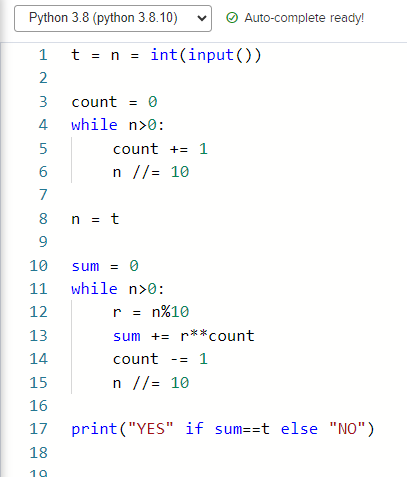 Python 3.8 (python 3.8.10) Auto-complete ready!
1 t = n = int(input())
2
3 count = 0
4 while n>0:
5     count += 1
6     n //= 10
7
8 n = t
9
10 sum = 0
11 while n>0:
12     r = n%10
13     sum += r**count
14     count -= 1
15     n //= 10
16
17 print("YES" if sum==t else "NO")
18
19